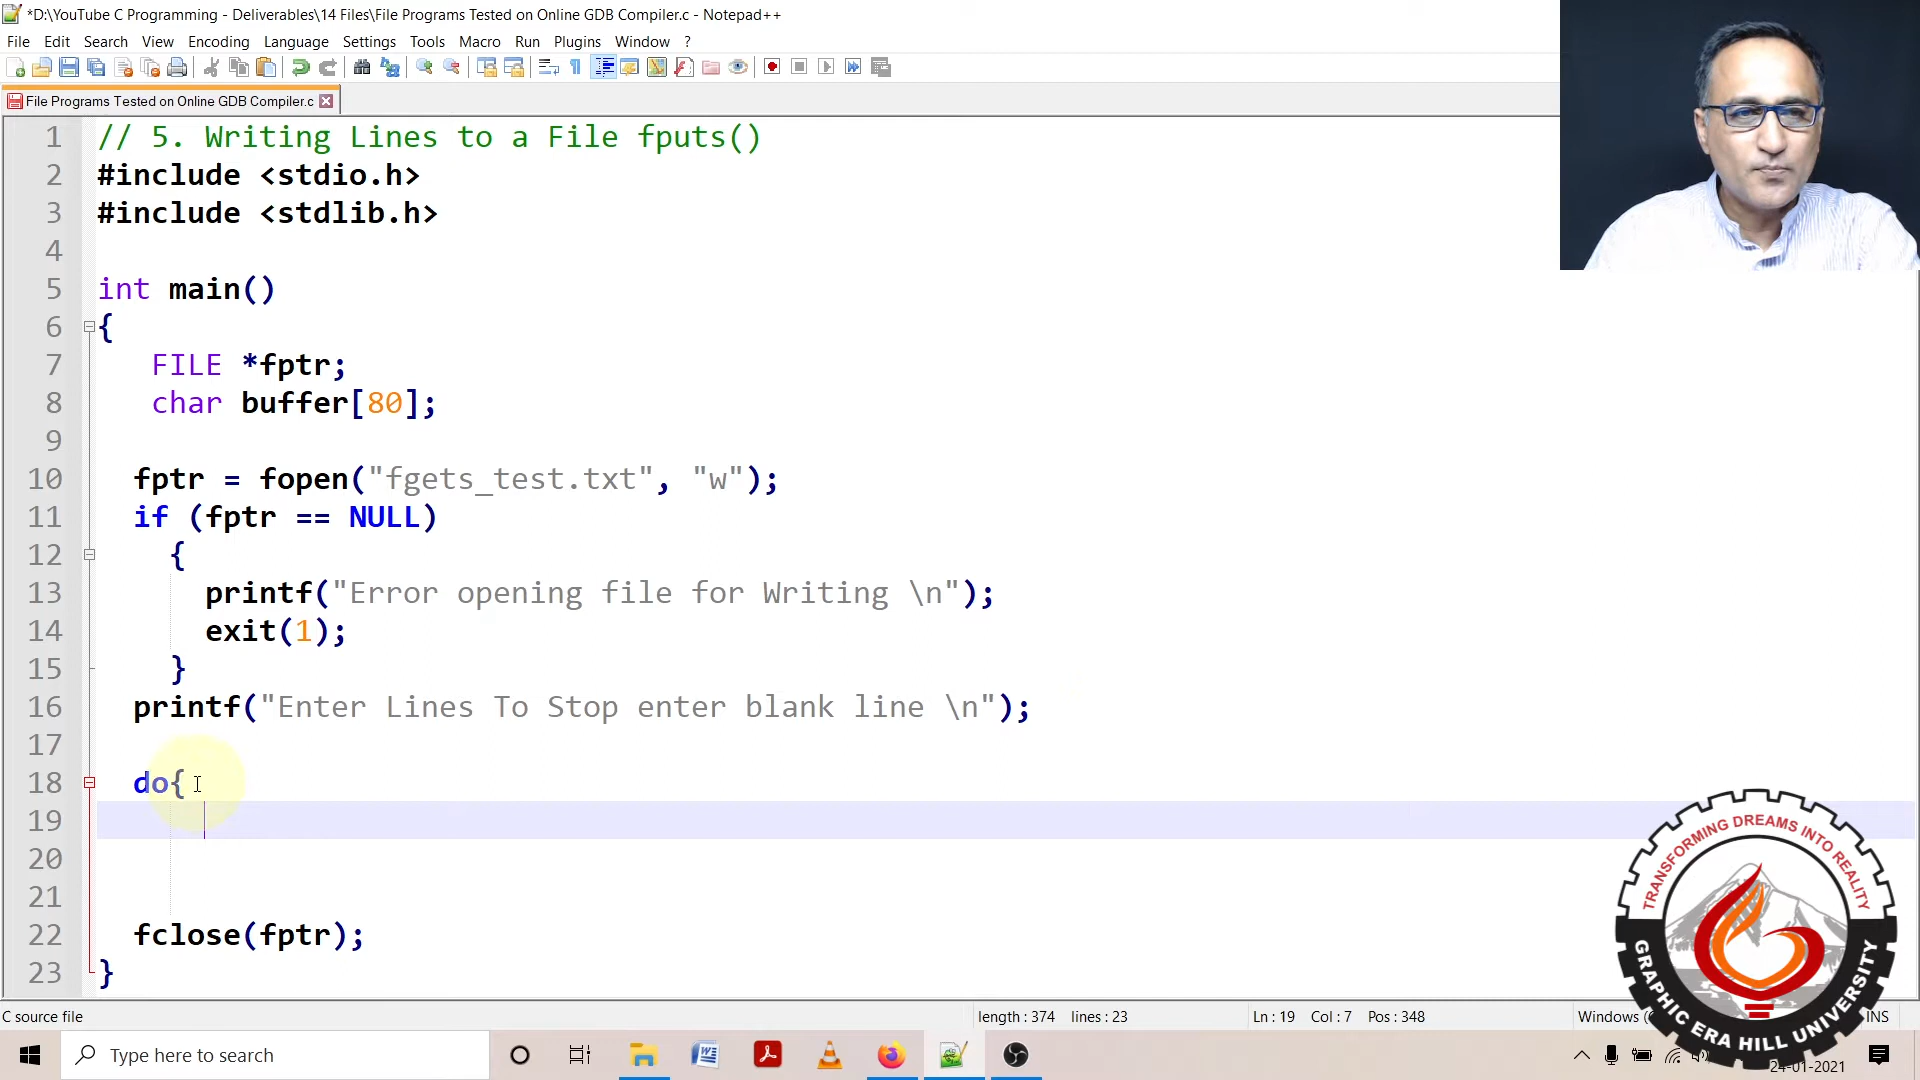 *D:\YouTube C Programming - Deliverables\14 Files\File Programs Tested on Online GDB Compiler.c - Notepad++
File Edit Search View Encoding Language Settings Tools Macro Run Plugins Window ?
File Programs Tested on Online GDB Compiler.c
1 // 5. Writing Lines to a File fputs()
2 #include <stdio.h>
3 #include <stdlib.h>
4
5 int main()
6 {
7 FILE *fptr;
8 char buffer[80];
9
10 fptr = fopen("fgets_test.txt", "w");
11 if (fptr == NULL)
12 {
13 printf("Error opening file for Writing \n");
14 exit(1);
15 }
16 printf("Enter Lines To Stop enter blank line \n");
17
18 do{
19
20
21
22 fclose(fptr);
23 }
TRANSFORMING DREAMS INTO REALITY
GRAPHIC ERA HILL UNIVERSITY
C source file length : 374 lines : 23 Ln : 19 Col : 7 Pos : 348 Windows ( INS
Type here to search
24-01-2021